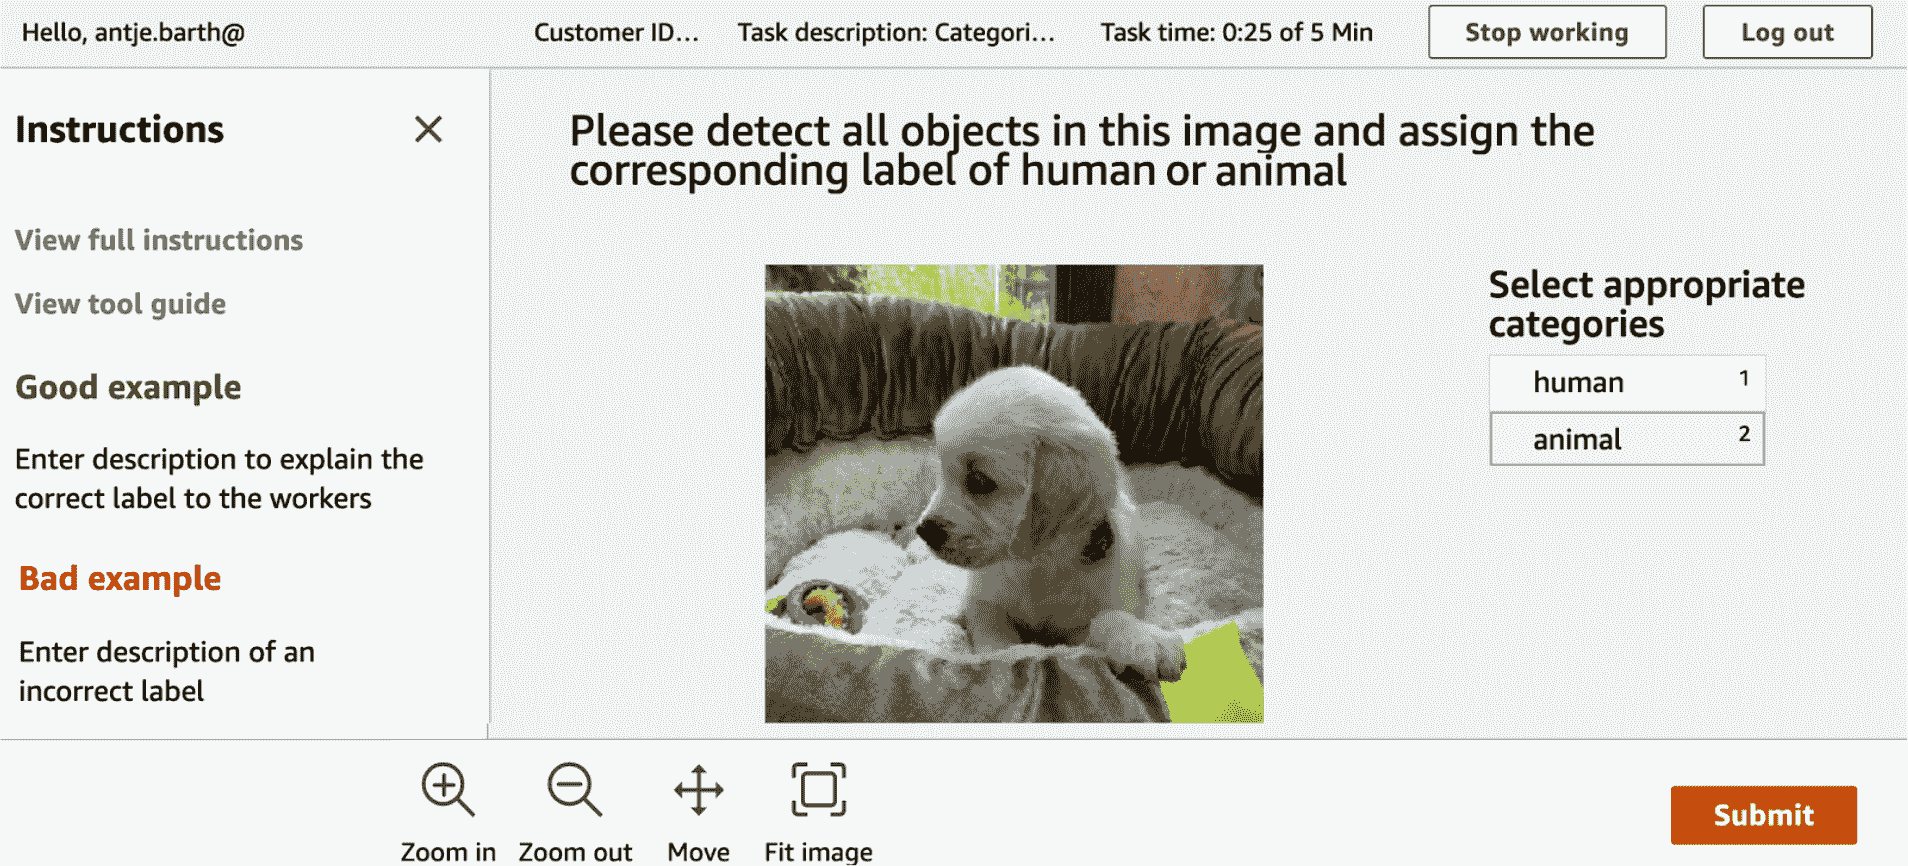 Hello, antje.barth@
Customer ID...
Task description: Categori...
Task time: 0:25 of 5 Min
Stop working
Log out
Instructions
View full instructions
View tool guide
Good example
Enter description to explain the
correct label to the workers
Bad example
Enter description of an
incorrect label
Please detect all objects in this image and assign the
corresponding label of human or animal
Select appropriate
categories
human 1
animal 2
Zoom in
Zoom out
Move
Fit image
Submit